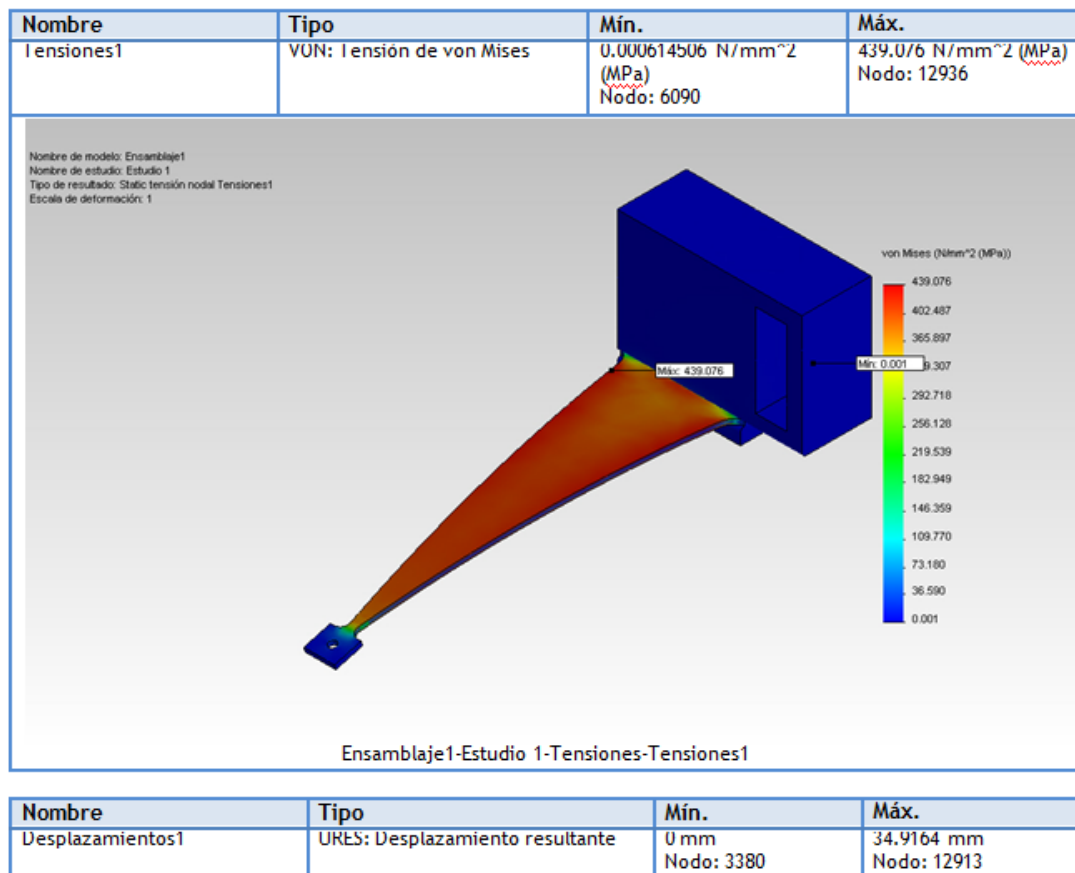 Nombre Tipo Mín. Máx.
Tensiones1 VON: Tensión de von Mises 0.000614506 N/mm^2 439.076 N/mm^2 (MPa)
(MPa) Nodo: 12936
Nodo: 6090
Nombre de modelo: Ensamblaje1
Nombre de estudio: Estudio 1
Tipo de resultado: Static tensión nodal Tensiones1
Escala de deformación: 1
von Mises (N/mm^2 (MPa))
439.076
402.487
365.897
Máx: 439.076
Mín: 0.001
9.307
292.718
256.128
219.539
182.949
146.359
109.770
73.180
36.590
0.001
Ensamblaje1-Estudio 1-Tensiones-Tensiones1
Nombre Tipo Mín. Máx.
Desplazamientos1 URES: Desplazamiento resultante 0 mm 34.9164 mm
Nodo: 3380 Nodo: 12913